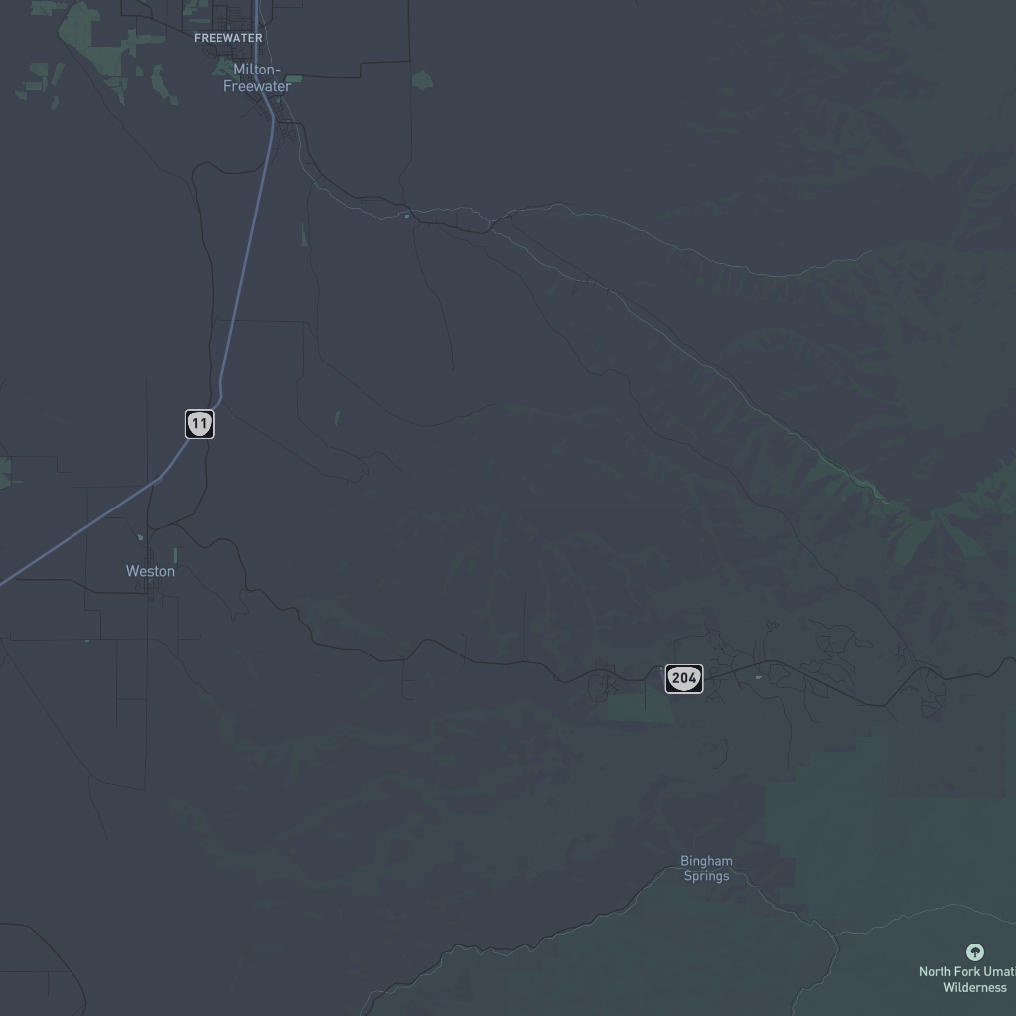 FREEWATER
Milton-
Freewater
11
Weston
204
Bingham
Springs
North Fork Umati
Wilderness